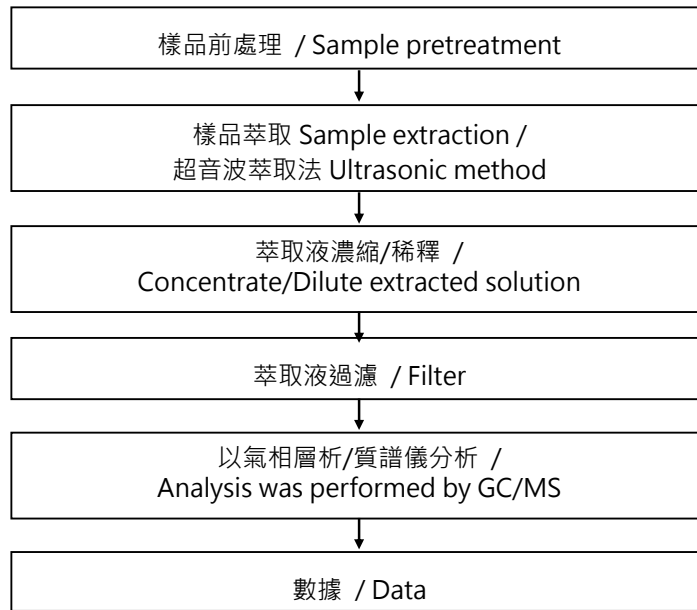 樣品前處理 / Sample pretreatment
樣品萃取 Sample extraction /
超音波萃取法 Ultrasonic method
萃取液濃縮/稀釋 /
Concentrate/Dilute extracted solution
萃取液過濾 / Filter
以氣相層析/質譜儀分析 /
Analysis was performed by GC/MS
數據 / Data